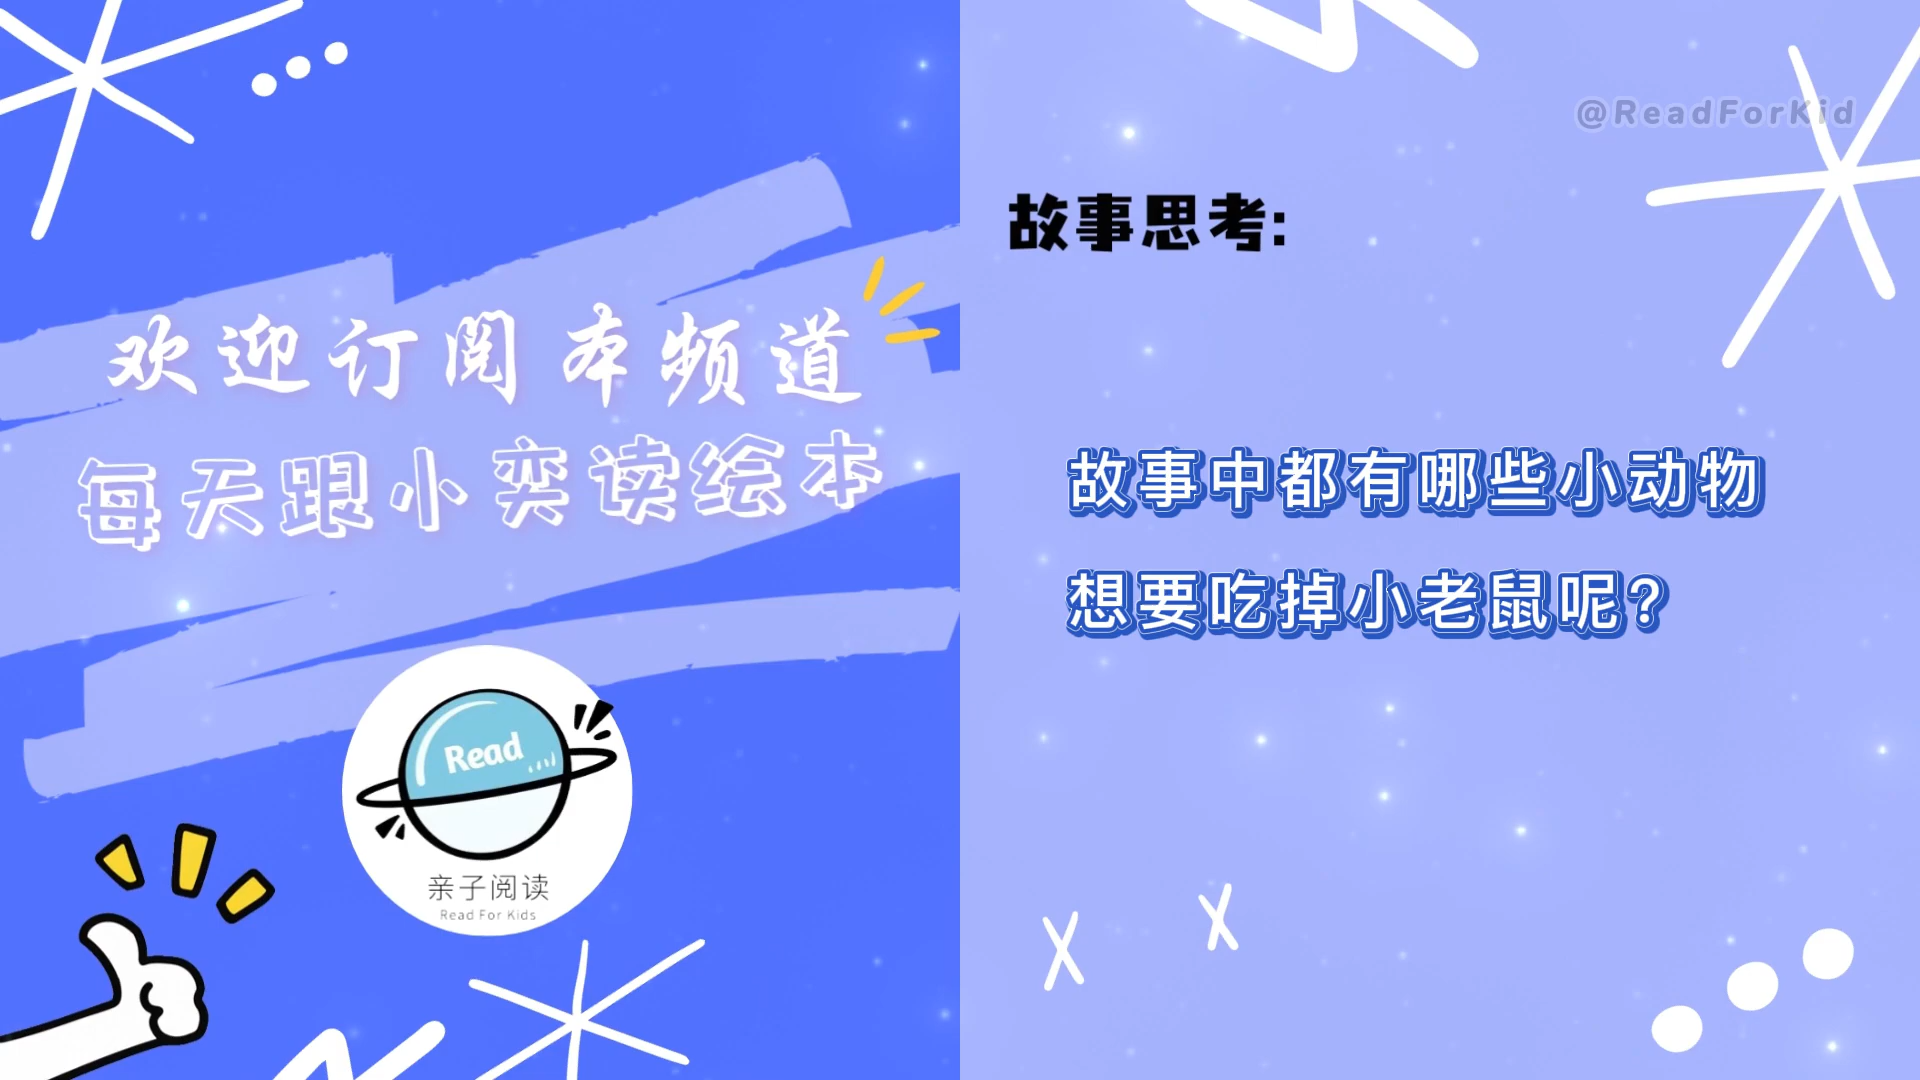 欢迎订阅本频道
每天跟小奕读绘本
Read
亲子阅读
Read For Kids
@ReadForKid
故事思考:
故事中都有哪些小动物
想要吃掉小老鼠呢?